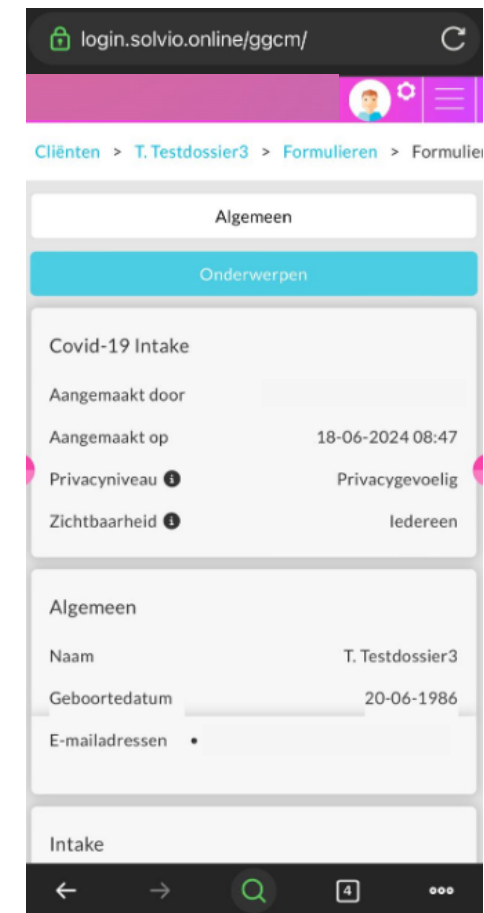 login.solvio.online/ggcm/
Cliënten > T. Testdossier3 > Formulieren > Formulie
Algemeen
Onderwerpen
Covid-19 Intake
Aangemaakt door
Aangemaakt op 18-06-2024 08:47
Privacyniveau Privacygevoelig
Zichtbaarheid Iedereen
Algemeen
Naam T. Testdossier3
Geboortedatum 20-06-1986
E-mailadressen •
Intake
4